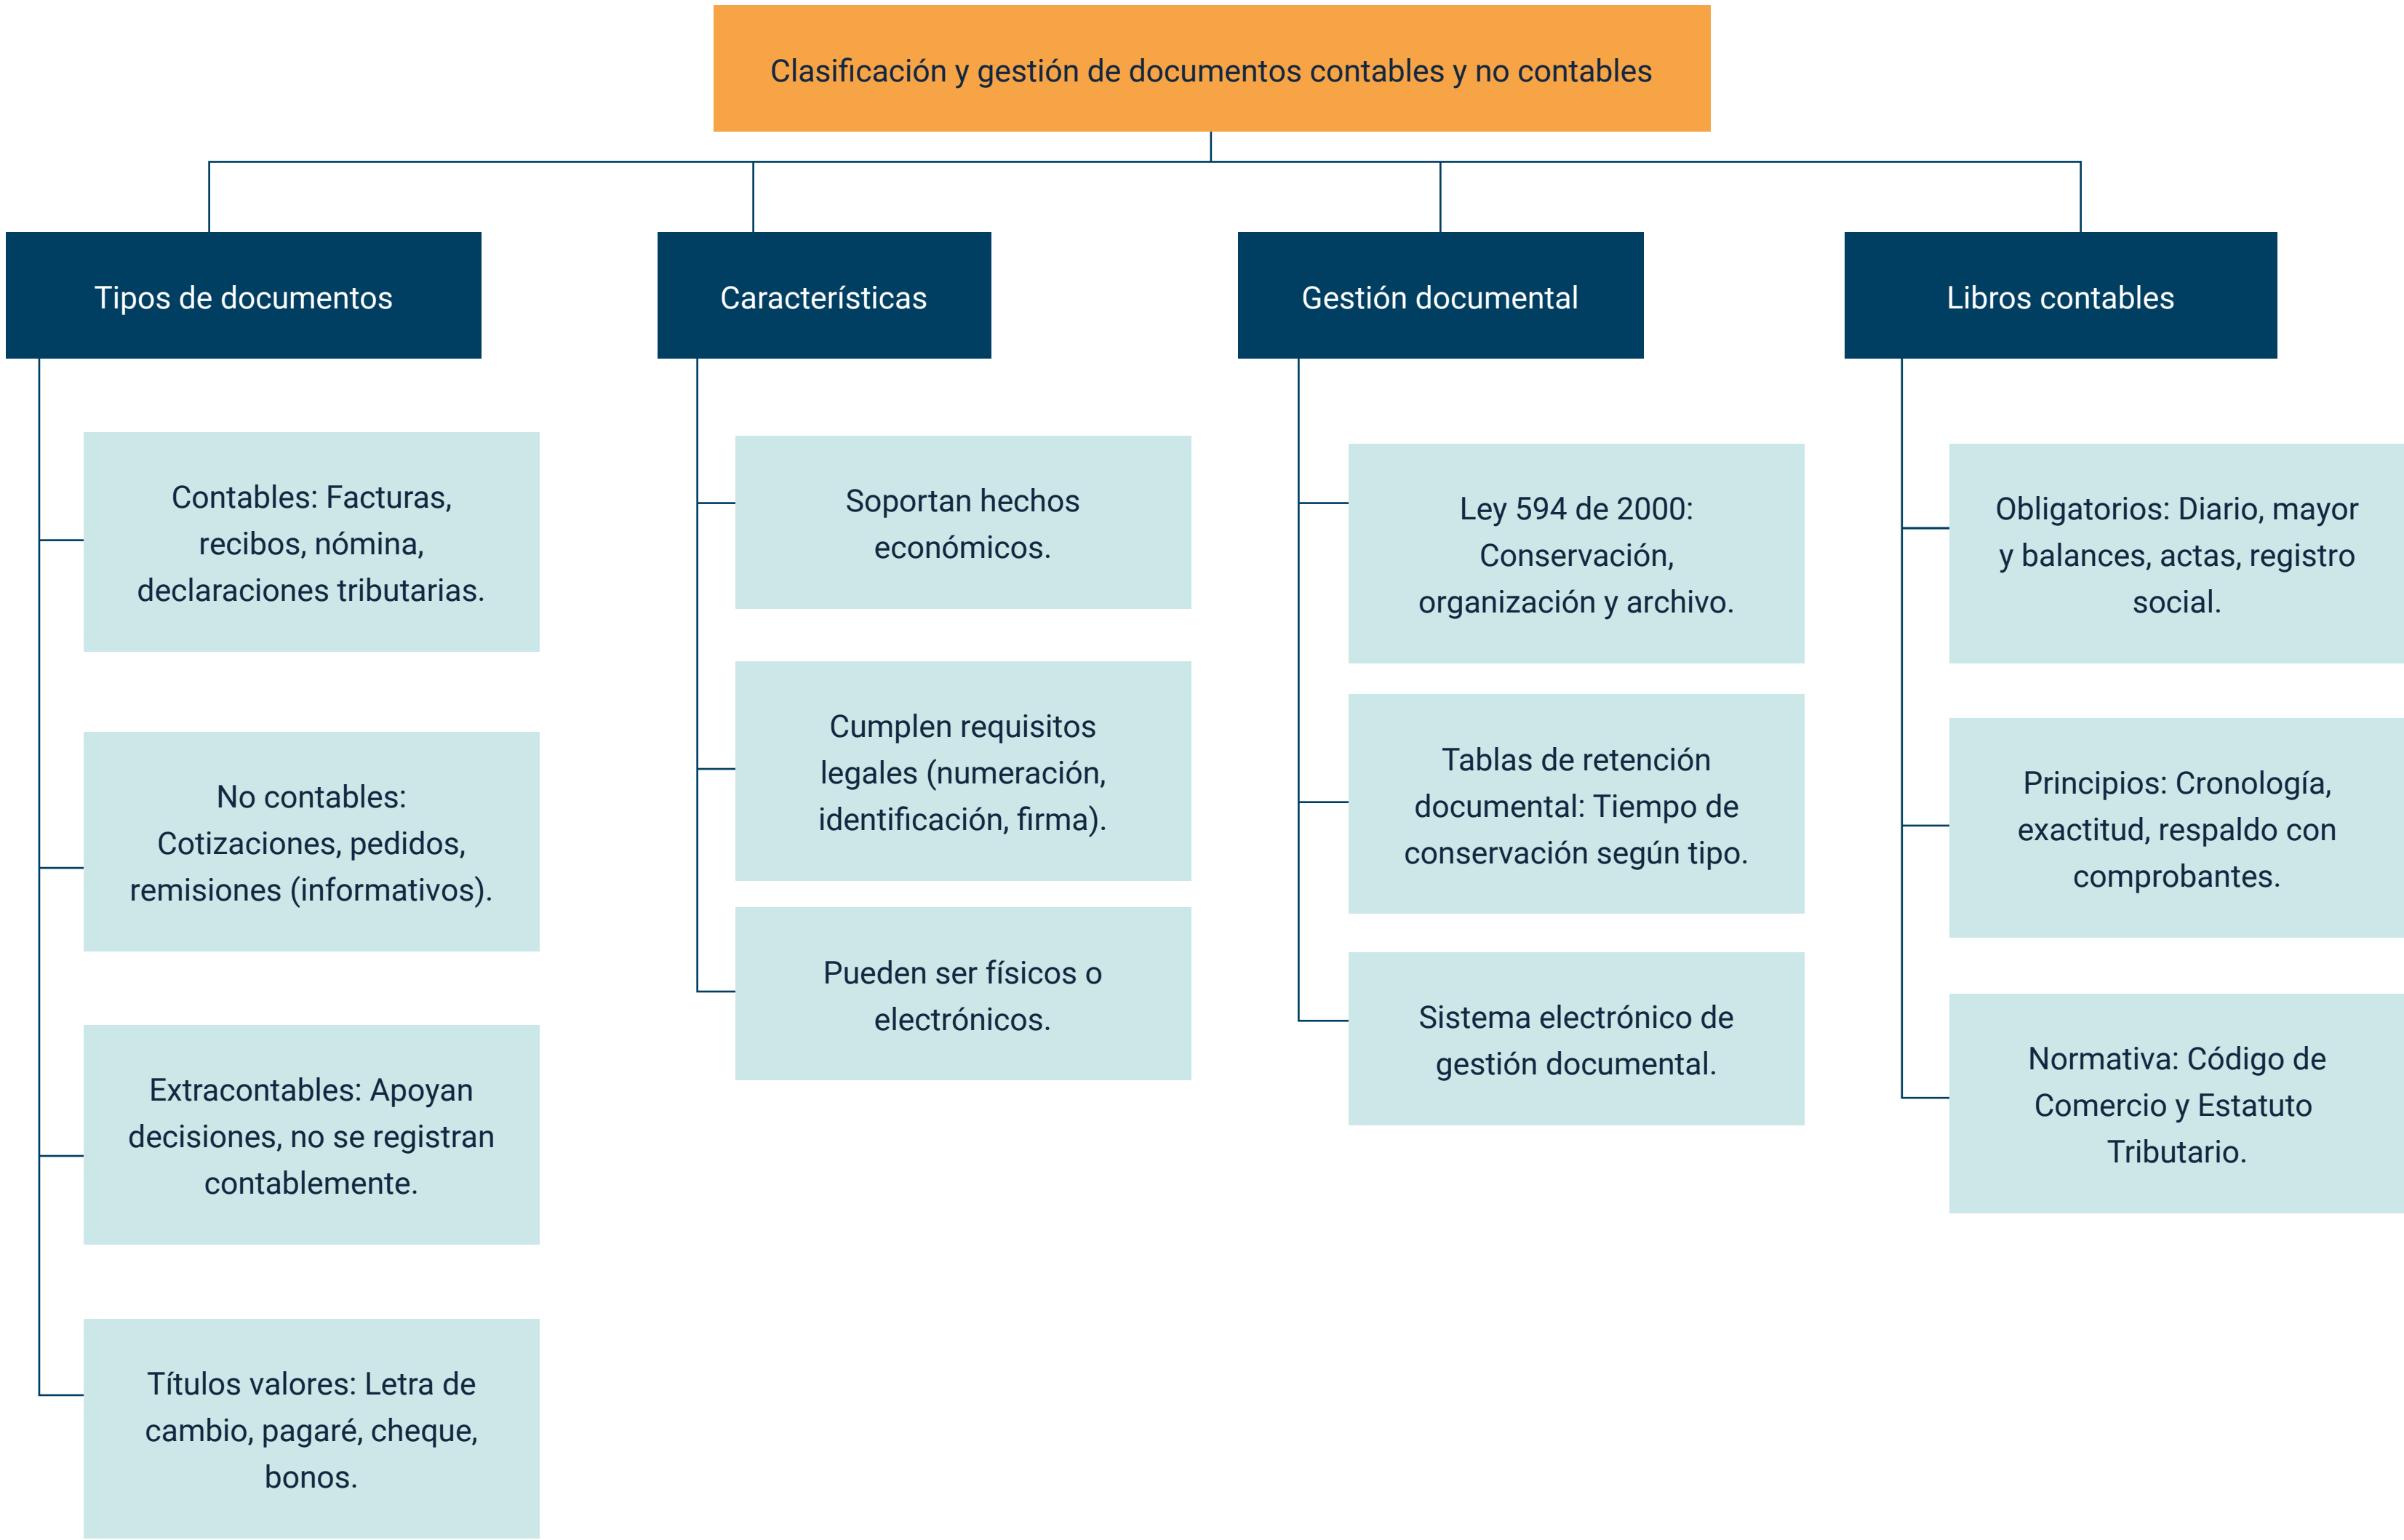 Clasificación y gestión de documentos contables y no contables
Tipos de documentos
Contables: Facturas,
recibos, nómina,
declaraciones tributarias.
No contables:
Cotizaciones, pedidos,
remisiones (informativos).
Extracontables: Apoyan
decisiones, no se registran
contablemente.
Títulos valores: Letra de
cambio, pagaré, cheque,
bonos.
Características
Soportan hechos
económicos.
Cumplen requisitos
legales (numeración,
identificación, firma).
Pueden ser físicos o
electrónicos.
Gestión documental
Ley 594 de 2000:
Conservación,
organización y archivo.
Tablas de retención
documental: Tiempo de
conservación según tipo.
Sistema electrónico de
gestión documental.
Libros contables
Obligatorios: Diario, mayor
y balances, actas, registro
social.
Principios: Cronología,
exactitud, respaldo con
comprobantes.
Normativa: Código de
Comercio y Estatuto
Tributario.